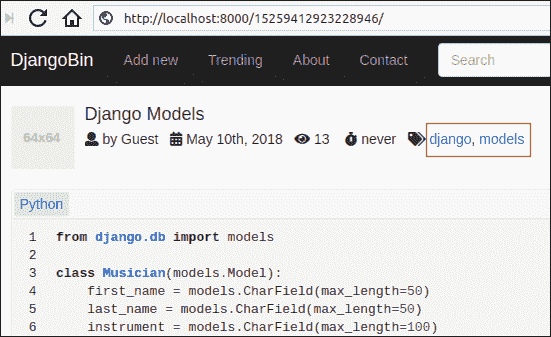 http://localhost:8000/15259412923228946/
DjangoBin Add new Trending About Contact Search
64x64
Django Models
by Guest May 10th, 2018 13 never django, models
Python
1 from django.db import models
2
3 class Musician(models.Model):
4 first_name = models.CharField(max_length=50)
5 last_name = models.CharField(max_length=50)
6 instrument = models.CharField(max_length=100)